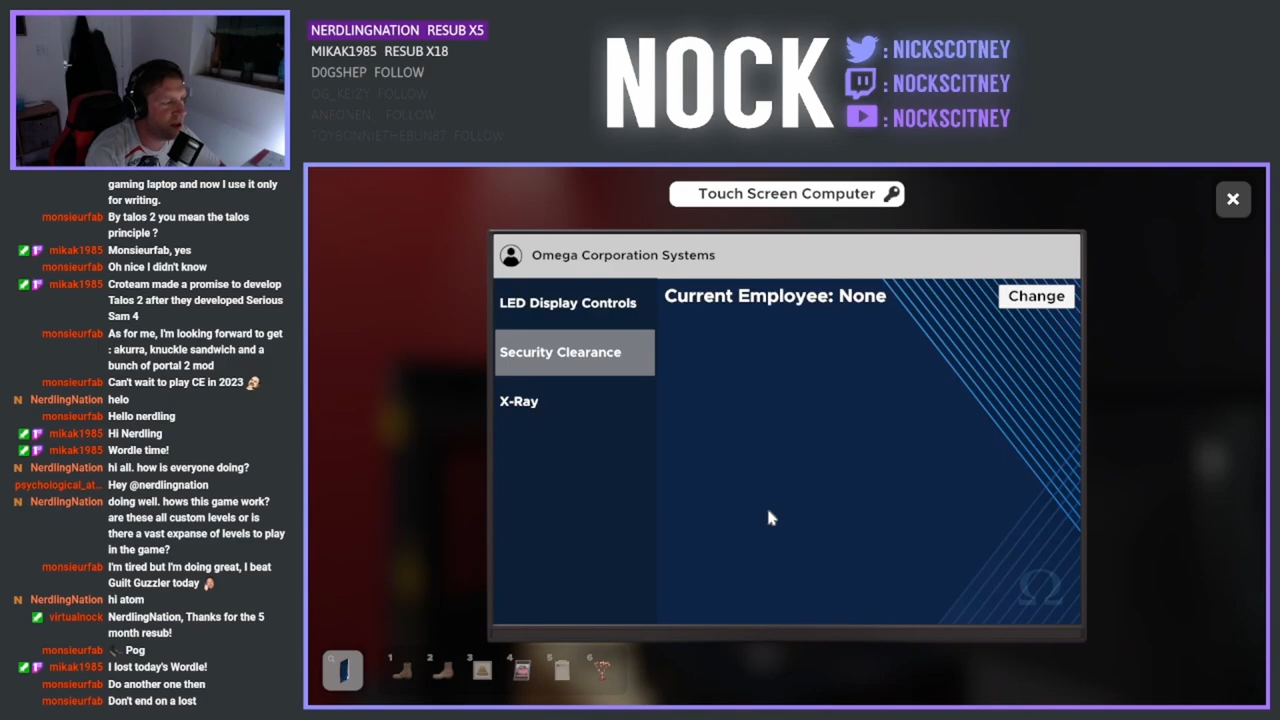 NERDLINGNATION RESUB X5
MIKAK1985 RESUB X18
D0GSHEP FOLLOW
OG_KEIZY FOLLOW
ANEONEN_ FOLLOW
FOLLOW
NOCK
: NICKSCOTNEY
: NOCKSCITNEY
: NOCKSCITNEY
gaming laptop and now I use it only
for writing.
monsieurfab By talos 2 you mean the talos
principle ?
mikak1985 Monsieurfab, yes
monsieurfab Oh nice I didn't know
mikak1985 Croteam made a promise to develop
Talos 2 after they developed Serious
Sam 4
monsieurfab As for me, I'm looking forward to get
: akurra, knuckle sandwich and a
bunch of portal 2 mod
monsieurfab Can't wait to play CE in 2023
N NerdlingNation helo
monsieurfab Hello nerdling
mikak1985 Hi Nerdling
mikak1985 Wordle time!
N NerdlingNation hi all. how is everyone doing?
psychological_at... Hey @nerdlingnation
N NerdlingNation doing well. hows this game work?
are these all custom levels or is
there a vast expanse of levels to play
in the game?
monsieurfab I'm tired but I'm doing great, I beat
Guilt Guzzler today
N NerdlingNation hi atom
virtualnock NerdlingNation, Thanks for the 5
month resub!
monsieurfab Pog
mikak1985 I lost today's Wordle!
monsieurfab Do another one then
monsieurfab Don't end on a lost
Touch Screen Computer
Omega Corporation Systems
LED Display Controls
Security Clearance
X-Ray
Current Employee: None
Change
Ω
1 2 3 4 5 6